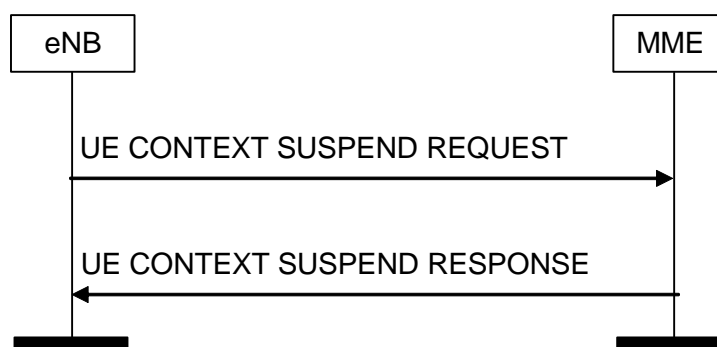 eNB
MME
UE CONTEXT SUSPEND REQUEST
UE CONTEXT SUSPEND RESPONSE